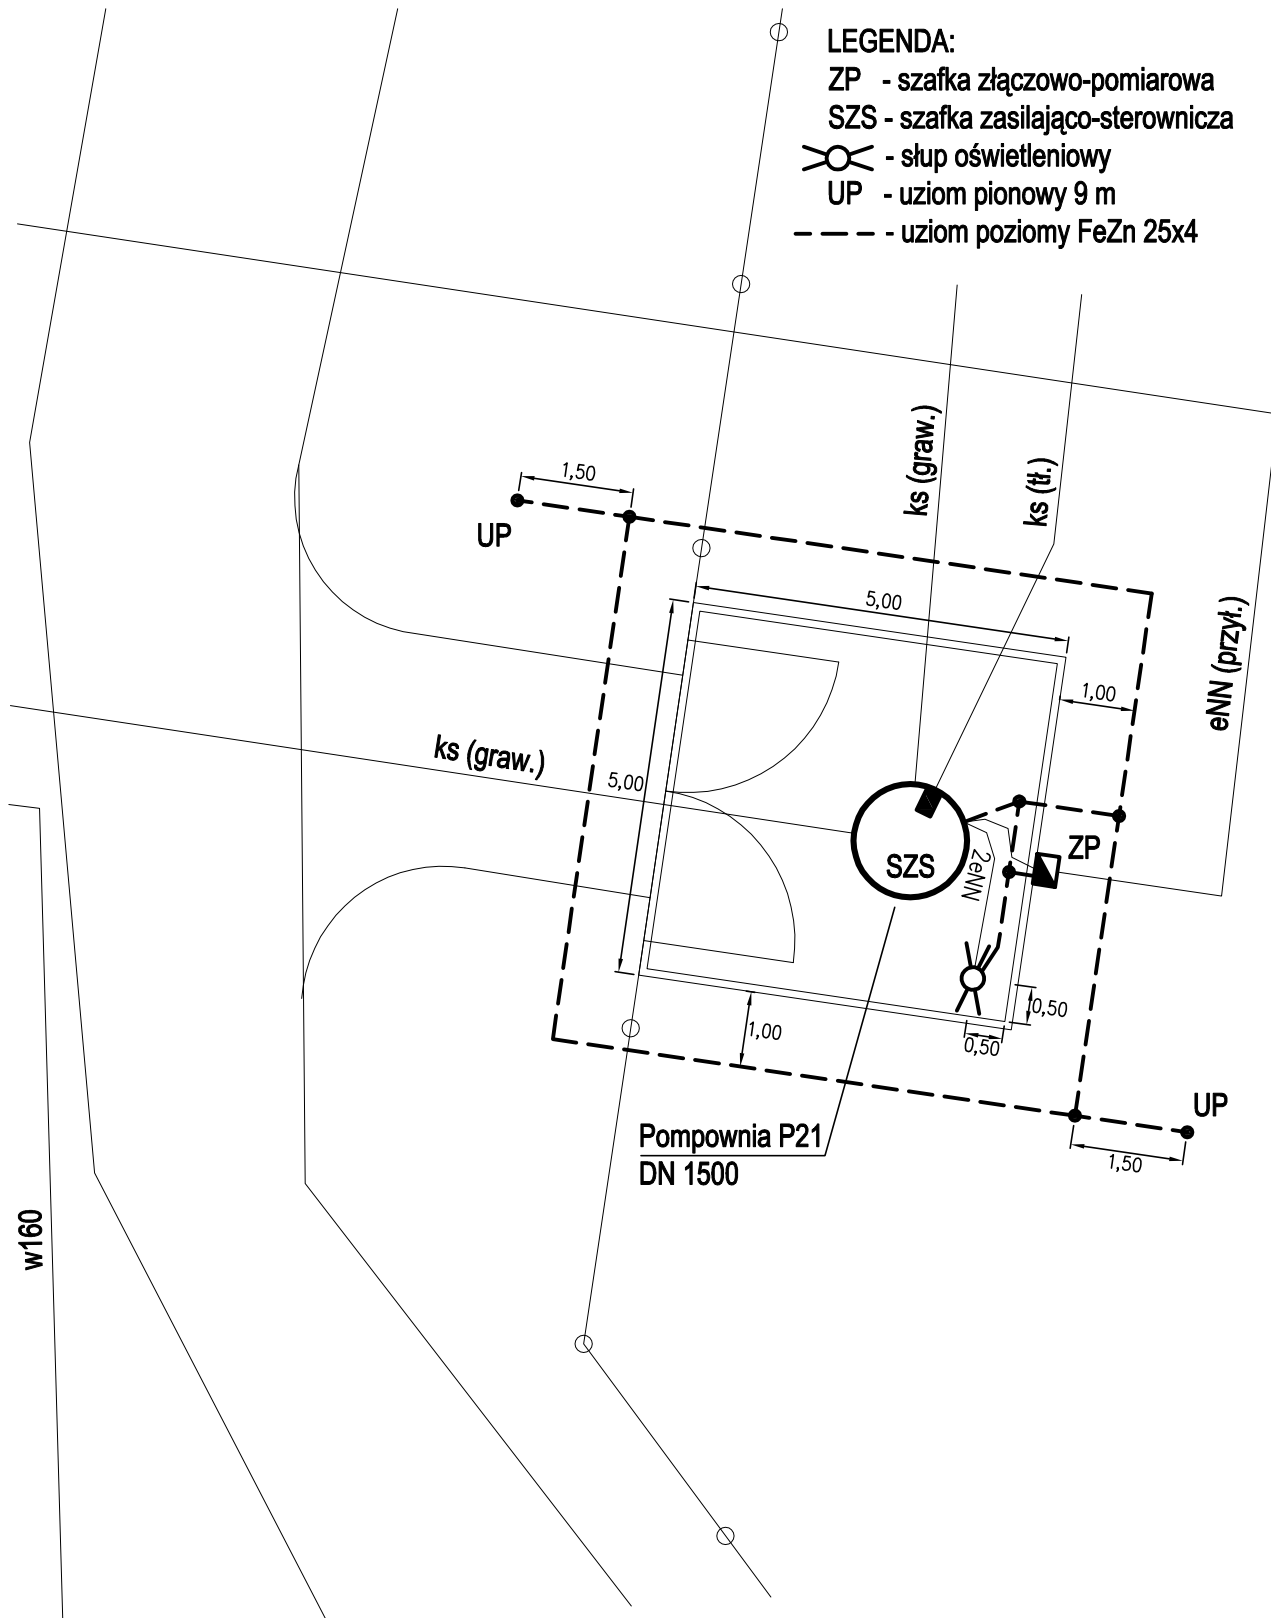 LEGENDA:
ZP - szafka złączowo-pomiarowa
SZS - szafka zasilająco-sterownicza
- słup oświetleniowy
UP - uziom pionowy 9 m
- uziom poziomy FeZn 25x4
ks (graw.)
ks (tł.)
1,50
UP
5,00
eNN (przył.)
1,00
ks (graw.)
5,00
ZP
SZS
2eNN
0,50
1,00
0,50
UP
Pompownia P21
DN 1500
1,50
w160